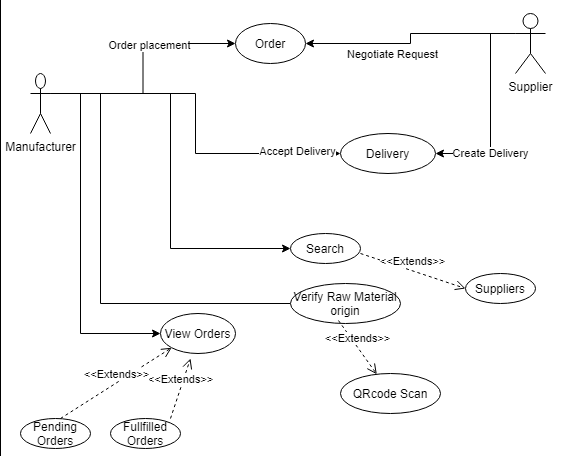 Order placement
Order
Negotiate Request
Supplier
Manufacturer
Accept Delivery
Delivery
Create Delivery
Search
<<Extends>>
Suppliers
Verify Raw Material
origin
View Orders
<<Extends>>
<<Extends>>
<<Extends>>
QRcode Scan
Pending
Orders
Fullfilled
Orders